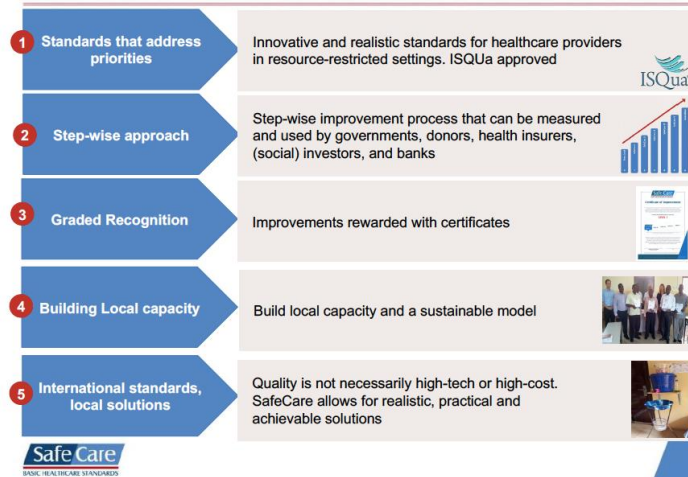 1
Standards that address
priorities
Innovative and realistic standards for healthcare providers
in resource-restricted settings. ISQUa approved
ISQua
2
Step-wise approach
Step-wise improvement process that can be measured
and used by governments, donors, health insurers,
(social) investors, and banks
3
Graded Recognition
Improvements rewarded with certificates
SafeCare
4
Building Local capacity
Build local capacity and a sustainable model
5
International standards,
local solutions
Quality is not necessarily high-tech or high-cost.
SafeCare allows for realistic, practical and
achievable solutions
SafeCare
BASIC HEALTHCARE STANDARDS